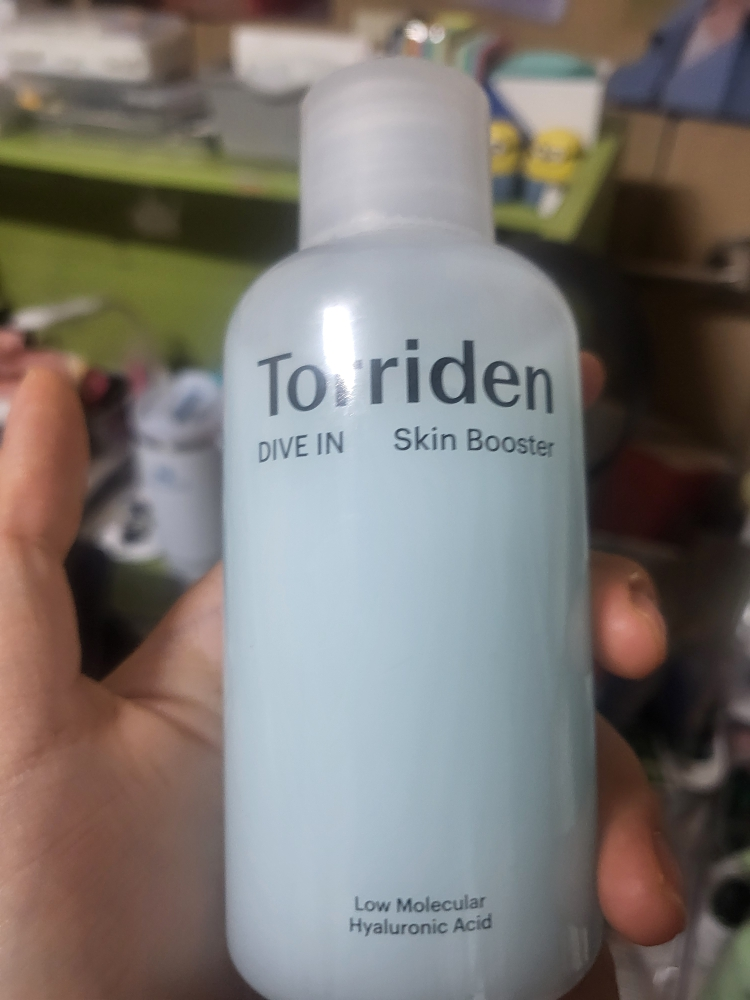 Torriden
DIVE IN Skin Booster
Low Molecular
Hyaluronic Acid